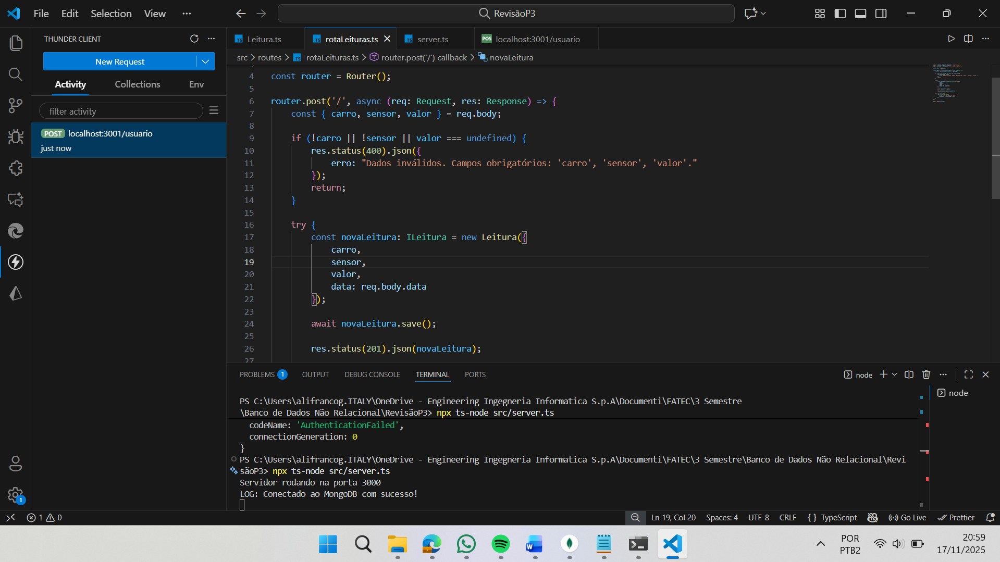 File Edit Selection View ···
RevisãoP3
THUNDER CLIENT
New Request
Activity Collections Env
filter activity
POST localhost:3001/usuario
just now
Leitura.ts
rotaLeituras.ts
server.ts
POS localhost:3001/usuario
src > routes > rotaLeituras.ts > router.post('/') callback > novaLeitura
3
4 const router = Router();
5
6 router.post('/', async (req: Request, res: Response) => {
7 const { carro, sensor, valor } = req.body;
8
9 if (!carro || !sensor || valor === undefined) {
10 res.status(400).json({
11 erro: "Dados inválidos. Campos obrigatórios: 'carro', 'sensor', 'valor'."
12 });
13 return;
14 }
15
16 try {
17 const novaLeitura: ILeitura = new Leitura({
18 carro,
19 sensor,
20 valor,
21 data: req.body.data
22 });
23
24 await novaLeitura.save();
25
26 res.status(201).json(novaLeitura);
27
PROBLEMS 1 OUTPUT DEBUG CONSOLE TERMINAL PORTS
node
node
PS C:\Users\alifrancog.ITALY\OneDrive - Engineering Ingegneria Informatica S.p.A\Documenti\FATEC\3 Semestre
\Banco de Dados Não Relacional\RevisãoP3> npx ts-node src/server.ts
codeName: 'AuthenticationFailed',
connectionGeneration: 0
}
PS C:\Users\alifrancog.ITALY\OneDrive - Engineering Ingegneria Informatica S.p.A\Documenti\FATEC\3 Semestre\Banco de Dados Não Relacional\Revi
sãoP3> npx ts-node src/server.ts
Servidor rodando na porta 3000
LOG: Conectado ao MongoDB com sucesso!
1
1 0
Ln 19, Col 20 Spaces: 4 UTF-8 CRLF { } TypeScript Go Live Prettier
POR
PTB2
20:59
17/11/2025